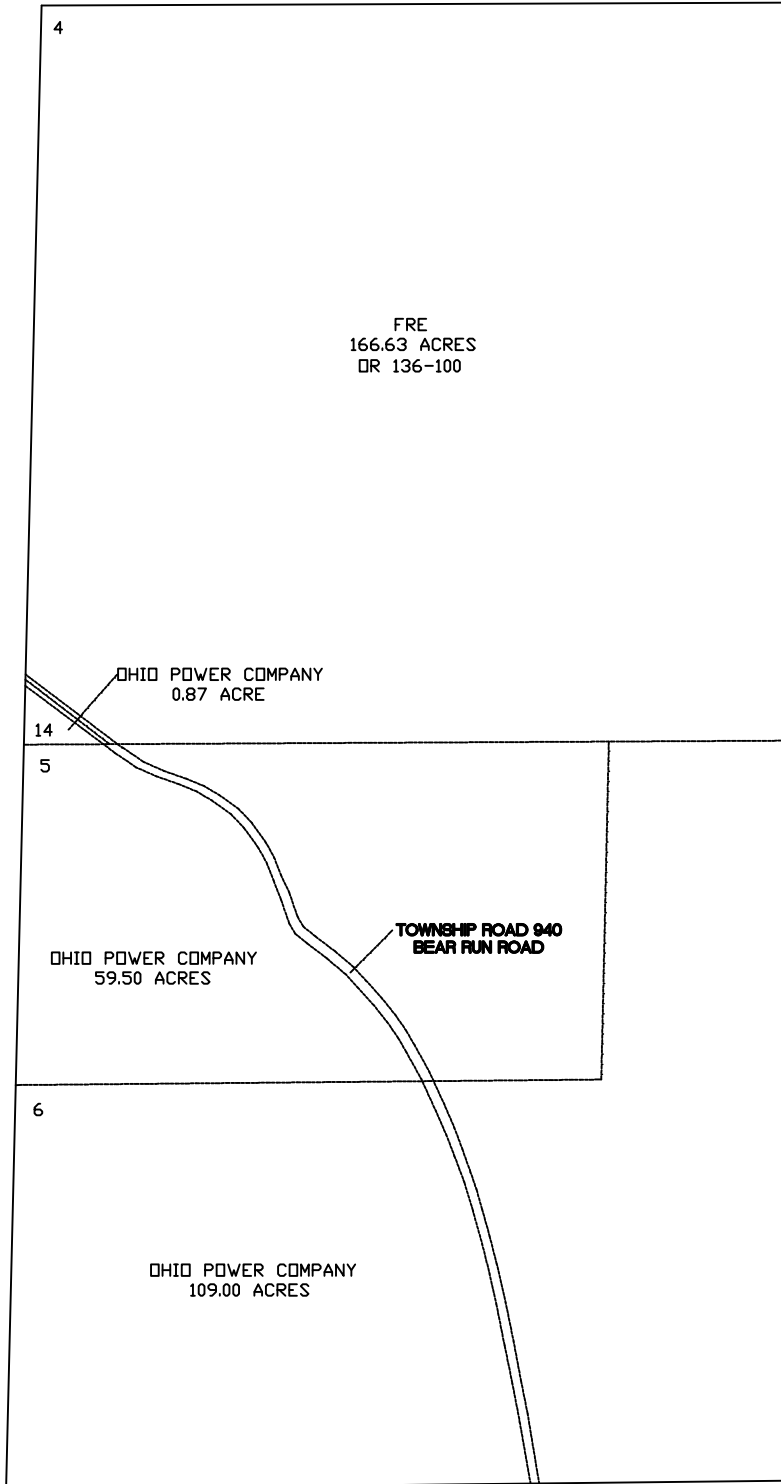 4
FRE
166.63 ACRES
OR 136-100
OHIO POWER COMPANY
0.87 ACRE
14
5
TOWNSHIP ROAD 940
BEAR RUN ROAD
OHIO POWER COMPANY
59.50 ACRES
6
OHIO POWER COMPANY
109.00 ACRES